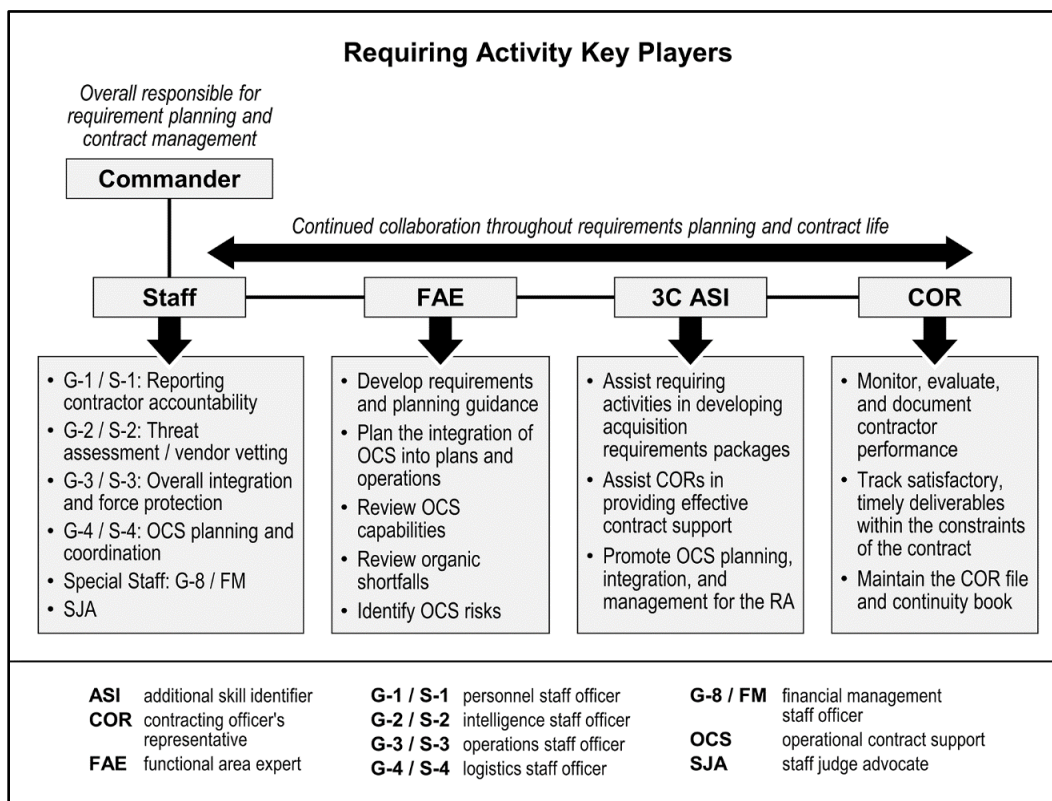 Requiring Activity Key Players
Overall responsible for
requirement planning and
contract management
Commander
Continued collaboration throughout requirements planning and contract life
Staff
FAE
3C ASI
COR
• G-1 / S-1: Reporting
contractor accountability
• G-2 / S-2: Threat
assessment / vendor vetting
• G-3 / S-3: Overall integration
and force protection
• G-4 / S-4: OCS planning and
coordination
• Special Staff: G-8 / FM
• SJA
• Develop requirements
and planning guidance
• Plan the integration of
OCS into plans and
operations
• Review OCS
capabilities
• Review organic
shortfalls
• Identify OCS risks
• Assist requiring
activities in developing
acquisition
requirements packages
• Assist CORs in
providing effective
contract support
• Promote OCS planning,
integration, and
management for the RA
• Monitor, evaluate,
and document
contractor
performance
• Track satisfactory,
timely deliverables
within the constraints
of the contract
• Maintain the COR file
and continuity book
ASI additional skill identifier
COR contracting officer's
representative
FAE functional area expert
G-1 / S-1 personnel staff officer
G-2 / S-2 intelligence staff officer
G-3 / S-3 operations staff officer
G-4 / S-4 logistics staff officer
G-8 / FM financial management
staff officer
OCS operational contract support
SJA staff judge advocate